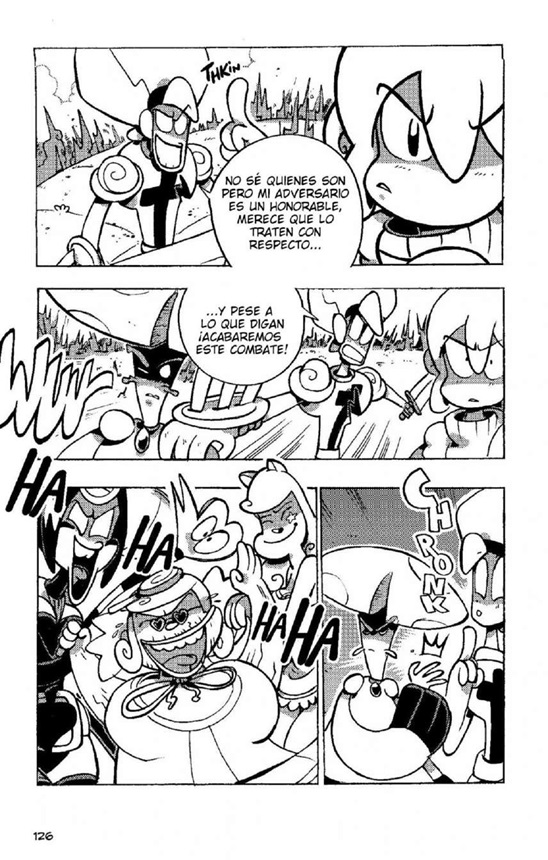 THKIN
NO SÉ QUIENES SON
PERO MI ADVERSARIO
ES UN HONORABLE,
MERECE QUE LO
TRATEN CON
RESPECTO...
...Y PESE A
LO QUE DIGAN
¡ACABAREMOS
ESTE COMBATE!
HA
HA
HA
HA
CHRONK
126